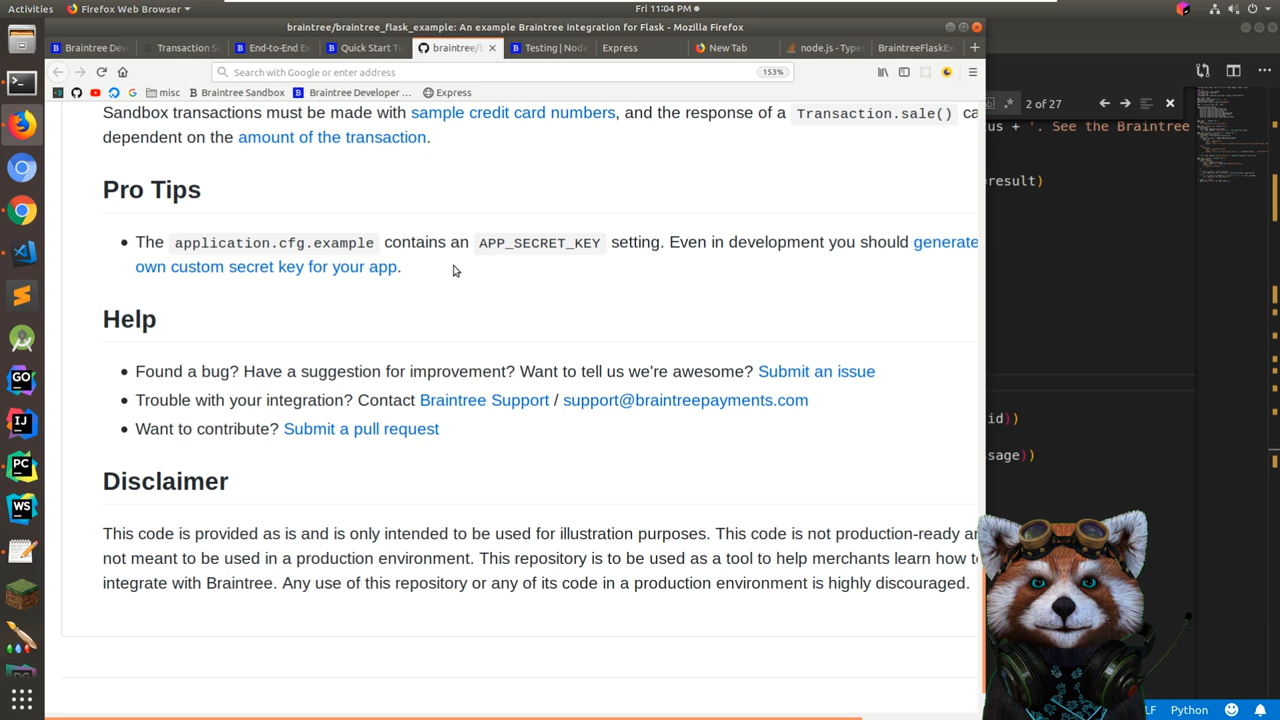 Activities Firefox Web Browser Fri 11:04 PM
braintree/braintree_flask_example: An example Braintree integration for Flask - Mozilla Firefox
Braintree Dev Transaction S End-to-End Ex Quick Start Tu braintree/b Testing | Node Express New Tab node.js - Type BraintreeFlaskEx
Search with Google or enter address 153% 2 of 27
misc Braintree Sandbox Braintree Developer ... Express
Sandbox transactions must be made with sample credit card numbers, and the response of a Transaction.sale() ca
us + '. See the Braintree
dependent on the amount of the transaction.
=result)
Pro Tips
The application.cfg.example contains an APP_SECRET_KEY setting. Even in development you should generate
own custom secret key for your app.
Help
Found a bug? Have a suggestion for improvement? Want to tell us we're awesome? Submit an issue
Trouble with your integration? Contact Braintree Support / support@braintreepayments.com
id))
Want to contribute? Submit a pull request
sage))
Disclaimer
This code is provided as is and is only intended to be used for illustration purposes. This code is not production-ready an
not meant to be used in a production environment. This repository is to be used as a tool to help merchants learn how to
integrate with Braintree. Any use of this repository or any of its code in a production environment is highly discouraged.
LF Python